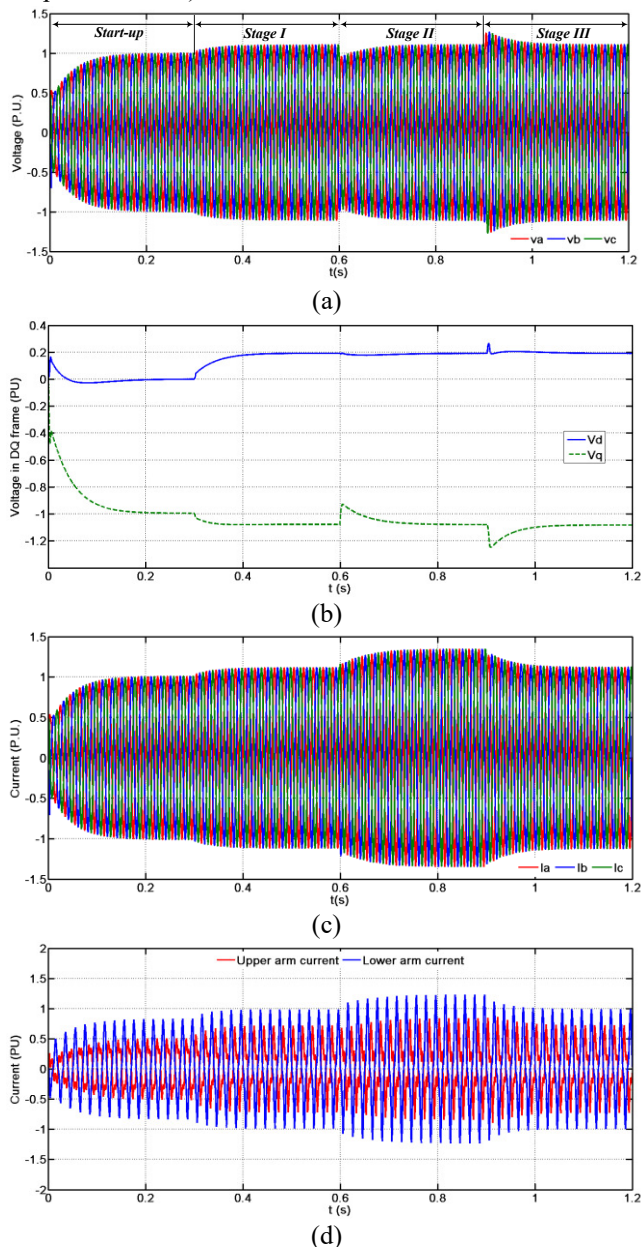 Start-up Stage I Stage II Stage III
1.5
1
0.5
0
-0.5
-1
-1.5
Voltage (P.U.)
va vb vc
0 0.2 0.4 0.6 0.8 1 1.2
t(s)
(a)
0.4
0.2
0
-0.2
-0.4
-0.6
-0.8
-1
-1.2
Voltage in DQ frame (PU)
Vd
Vq
0 0.2 0.4 0.6 0.8 1 1.2
t (s)
(b)
1.5
1
0.5
0
-0.5
-1
-1.5
Current (P.U.)
Ia Ib Ic
0 0.2 0.4 0.6 0.8 1 1.2
t(s)
(c)
Upper arm current Lower arm current
2
1.5
1
0.5
0
-0.5
-1
-1.5
-2
Current (PU)
0 0.2 0.4 0.6 0.8 1 1.2
t (s)
(d)